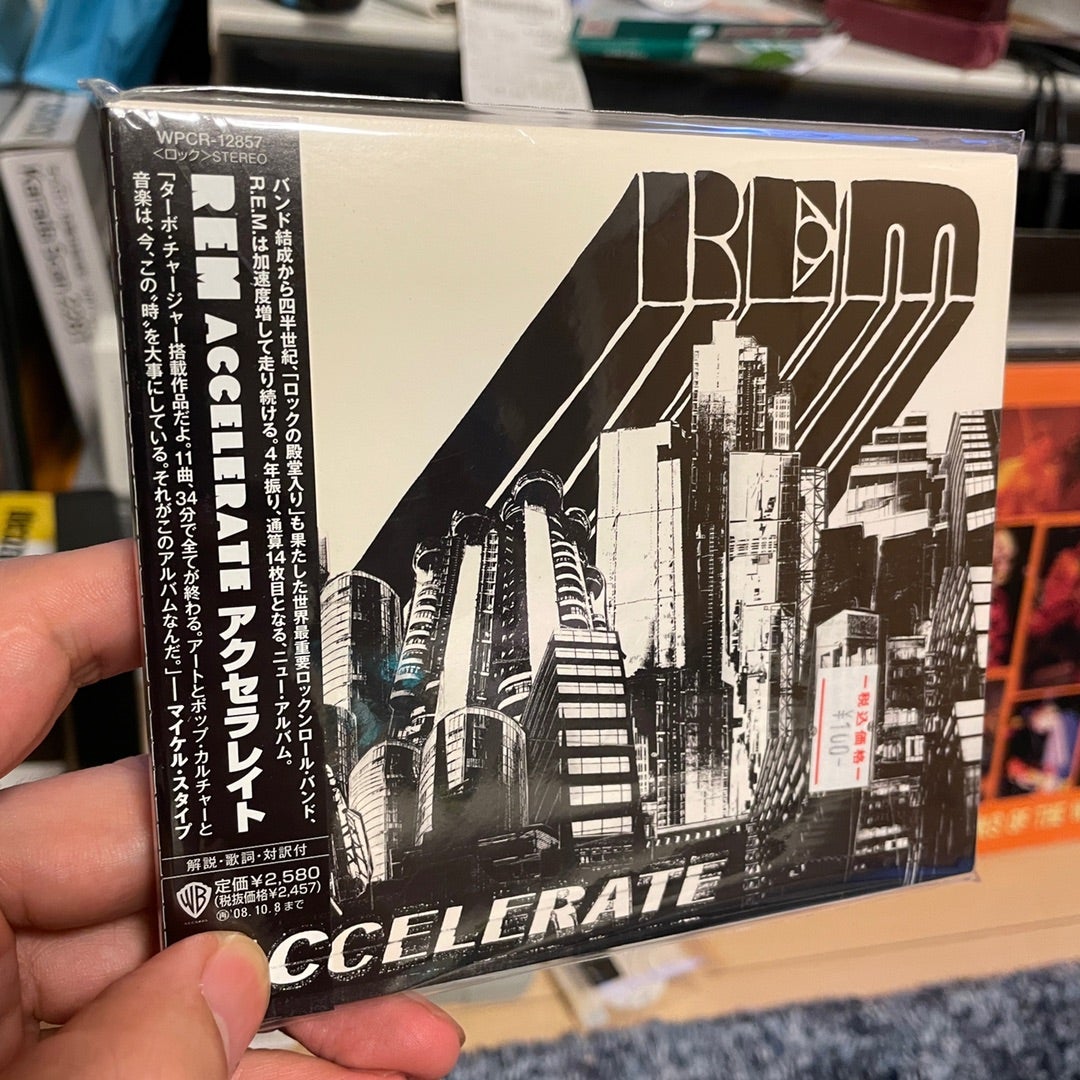 WPCR-12857
<ロック>STEREO
バンド結成から四半世紀、「ロックの殿堂入り」も果たした世界最重要ロックンロール・バンド、
R.E.M.は加速度増して走り続ける。4年振り、通算14枚目となる、ニュー・アルバム。
REM ACCELERATE アクセラレイト
「ターボ・チャージャー搭載作品だよ。11曲、34分で全てが終わる。アートとポップ・カルチャーと
音楽は、今、この〝時〟を大事にしている。それがこのアルバムなんだ。」— マイケル・スタイプ
解説・歌詞・対訳付
WB
定価¥2,580
(税抜価格¥2,457)
再'08.10.8まで
REM
税込価格
¥100-
CCELERATE